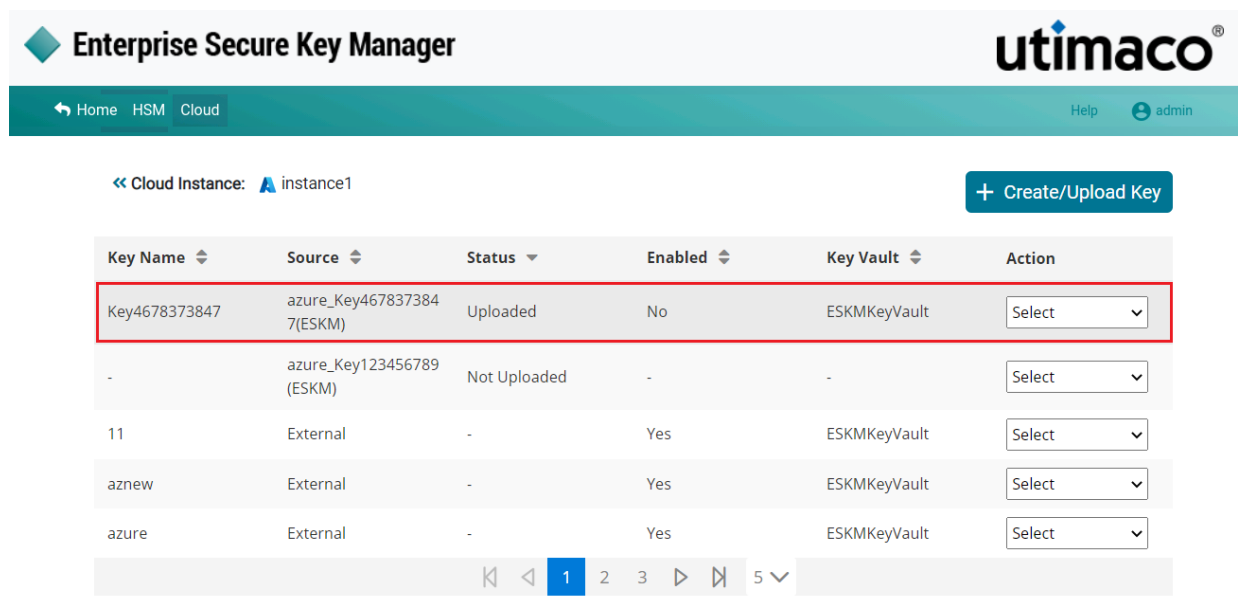 Enterprise Secure Key Manager
utimaco®
Home HSM Cloud Help admin
Cloud Instance: instance1
+ Create/Upload Key
Key Name Source Status Enabled Key Vault Action
Key4678373847 azure_Key467837384 Uploaded No ESKMKeyVault Select
7(ESKM)
- azure_Key123456789 Not Uploaded - - Select
(ESKM)
11 External - Yes ESKMKeyVault Select
aznew External - Yes ESKMKeyVault Select
azure External - Yes ESKMKeyVault Select
1 2 3 5